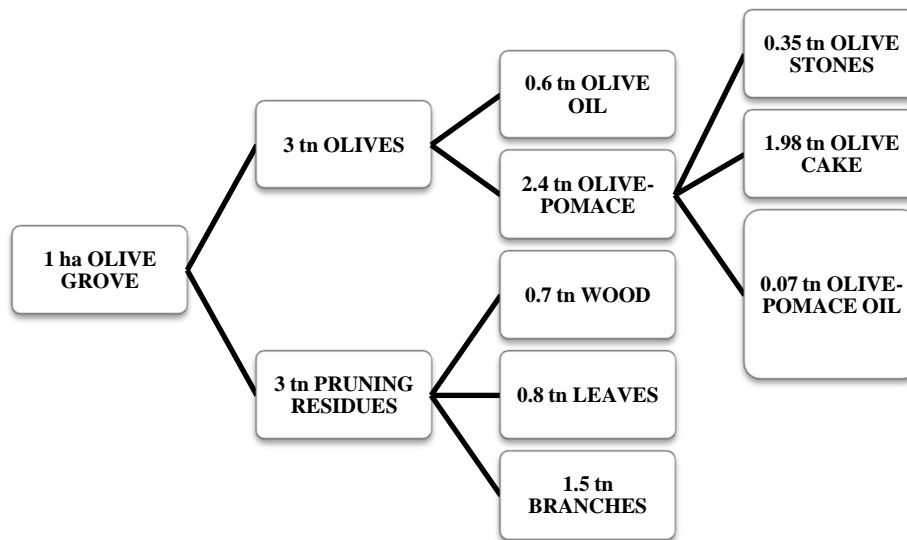 1 ha OLIVE
GROVE
3 tn OLIVES
0.6 tn OLIVE
OIL
2.4 tn OLIVE-
POMACE
0.35 tn OLIVE
STONES
1.98 tn OLIVE
CAKE
0.07 tn OLIVE-
POMACE OIL
3 tn PRUNING
RESIDUES
0.7 tn WOOD
0.8 tn LEAVES
1.5 tn
BRANCHES